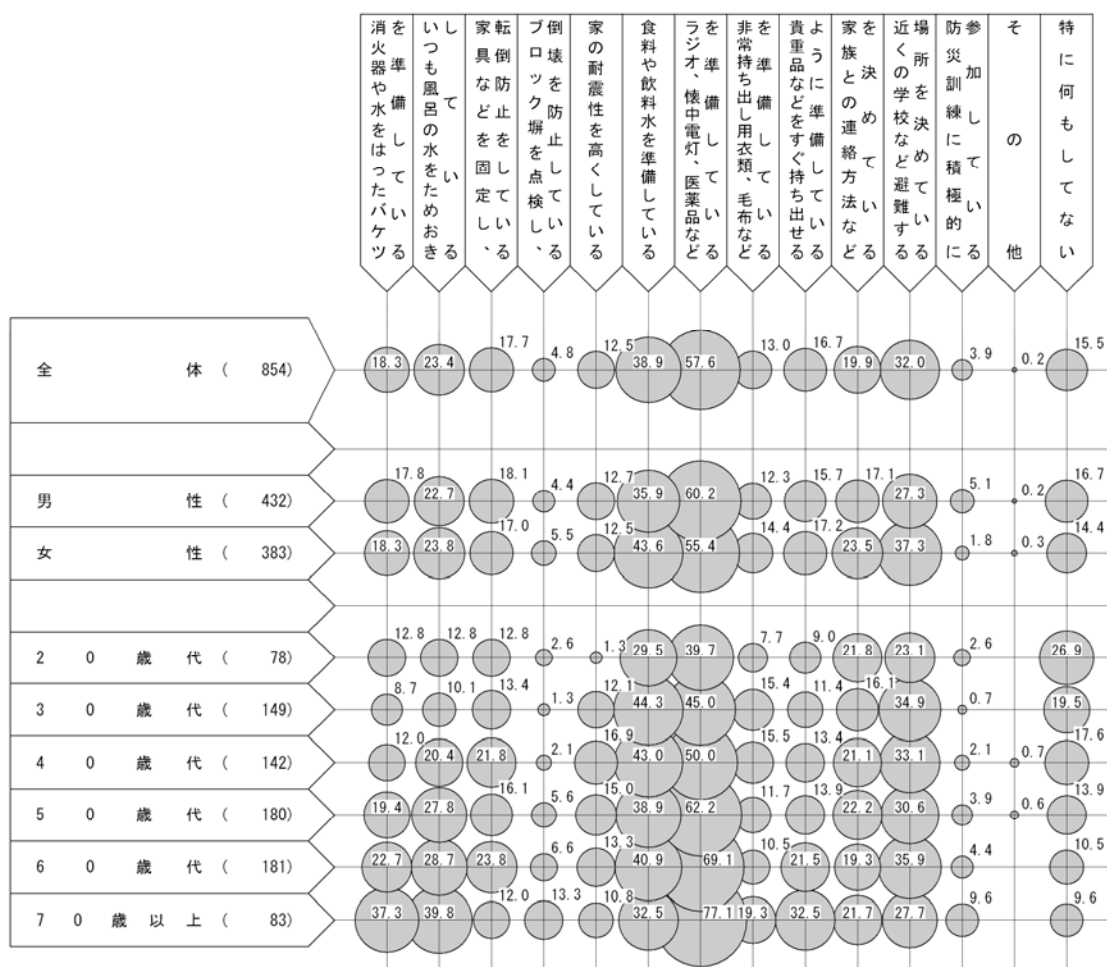 消火器や水をはったバケツ
を準備している
いつも風呂の水をためおき
している
家具などを固定し、
転倒防止をしている
ブロック塀を点検し、
倒壊を防止している
家の耐震性を高くしている
食料や飲料水を準備している
ラジオ、懐中電灯、医薬品など
を準備している
非常持ち出し用衣類、毛布など
を準備している
貴重品などをすぐ持ち出せる
ように準備している
家族との連絡方法など
を決めている
近くの学校など避難する
場所を決めている
防災訓練に積極的に
参加している
その他
特に何もしてない
全体 ( 854) 18.3 23.4 17.7 4.8 12.5 38.9 57.6 13.0 16.7 19.9 32.0 3.9 0.2 15.5
男性 ( 432) 17.8 22.7 18.1 4.4 12.7 35.9 60.2 12.3 15.7 17.1 27.3 5.1 0.2 16.7
女性 ( 383) 18.3 23.8 17.0 5.5 12.5 43.6 55.4 14.4 17.2 23.5 37.3 1.8 0.3 14.4
20歳代 ( 78) 12.8 12.8 12.8 2.6 1.3 29.5 39.7 7.7 9.0 21.8 23.1 2.6 26.9
30歳代 ( 149) 8.7 10.1 13.4 1.3 12.1 44.3 45.0 15.4 11.4 16.1 34.9 0.7 19.5
40歳代 ( 142) 12.0 20.4 21.8 2.1 16.9 43.0 50.0 15.5 13.4 21.1 33.1 2.1 0.7 17.6
50歳代 ( 180) 19.4 27.8 16.1 5.6 15.0 38.9 62.2 11.7 13.9 22.2 30.6 3.9 0.6 13.9
60歳代 ( 181) 22.7 28.7 23.8 6.6 13.3 40.9 69.1 10.5 21.5 19.3 35.9 4.4 10.5
70歳以上 ( 83) 37.3 39.8 12.0 13.3 10.8 32.5 77.1 19.3 32.5 21.7 27.7 9.6 9.6